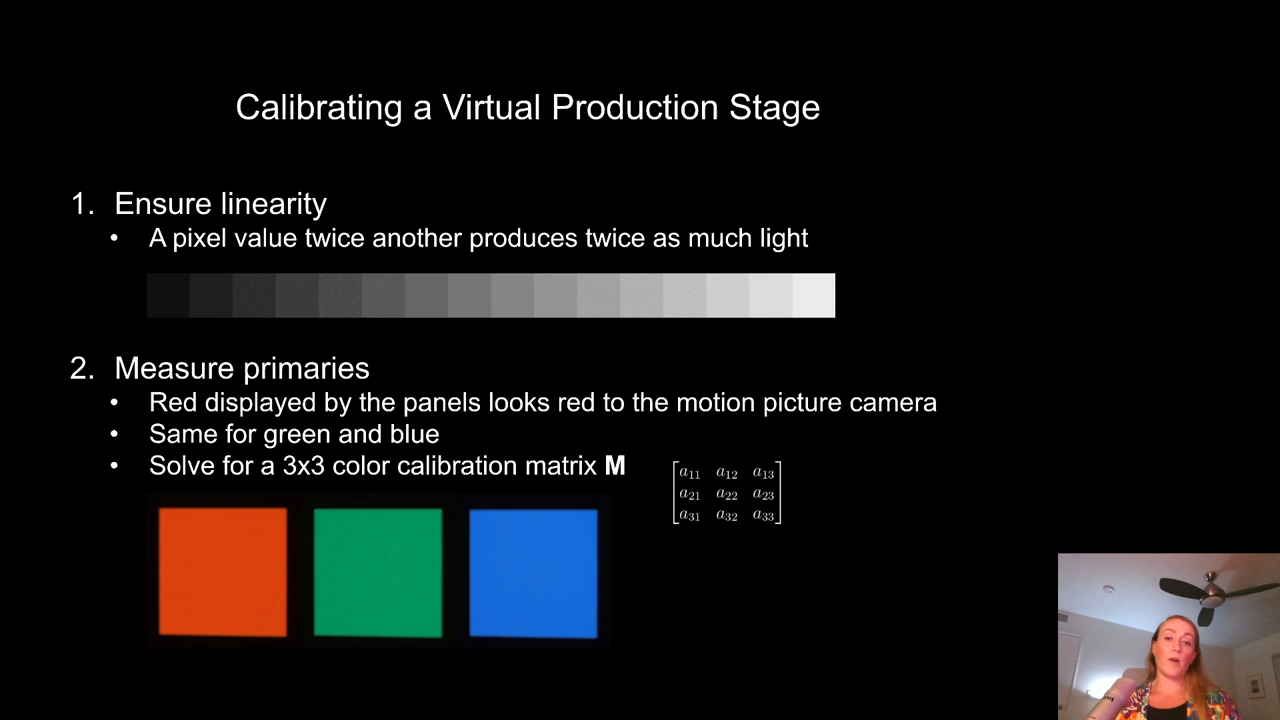 Calibrating a Virtual Production Stage
1. Ensure linearity
• A pixel value twice another produces twice as much light
2. Measure primaries
• Red displayed by the panels looks red to the motion picture camera
• Same for green and blue
• Solve for a 3x3 color calibration matrix M
a11 a12 a13
a21 a22 a23
a31 a32 a33